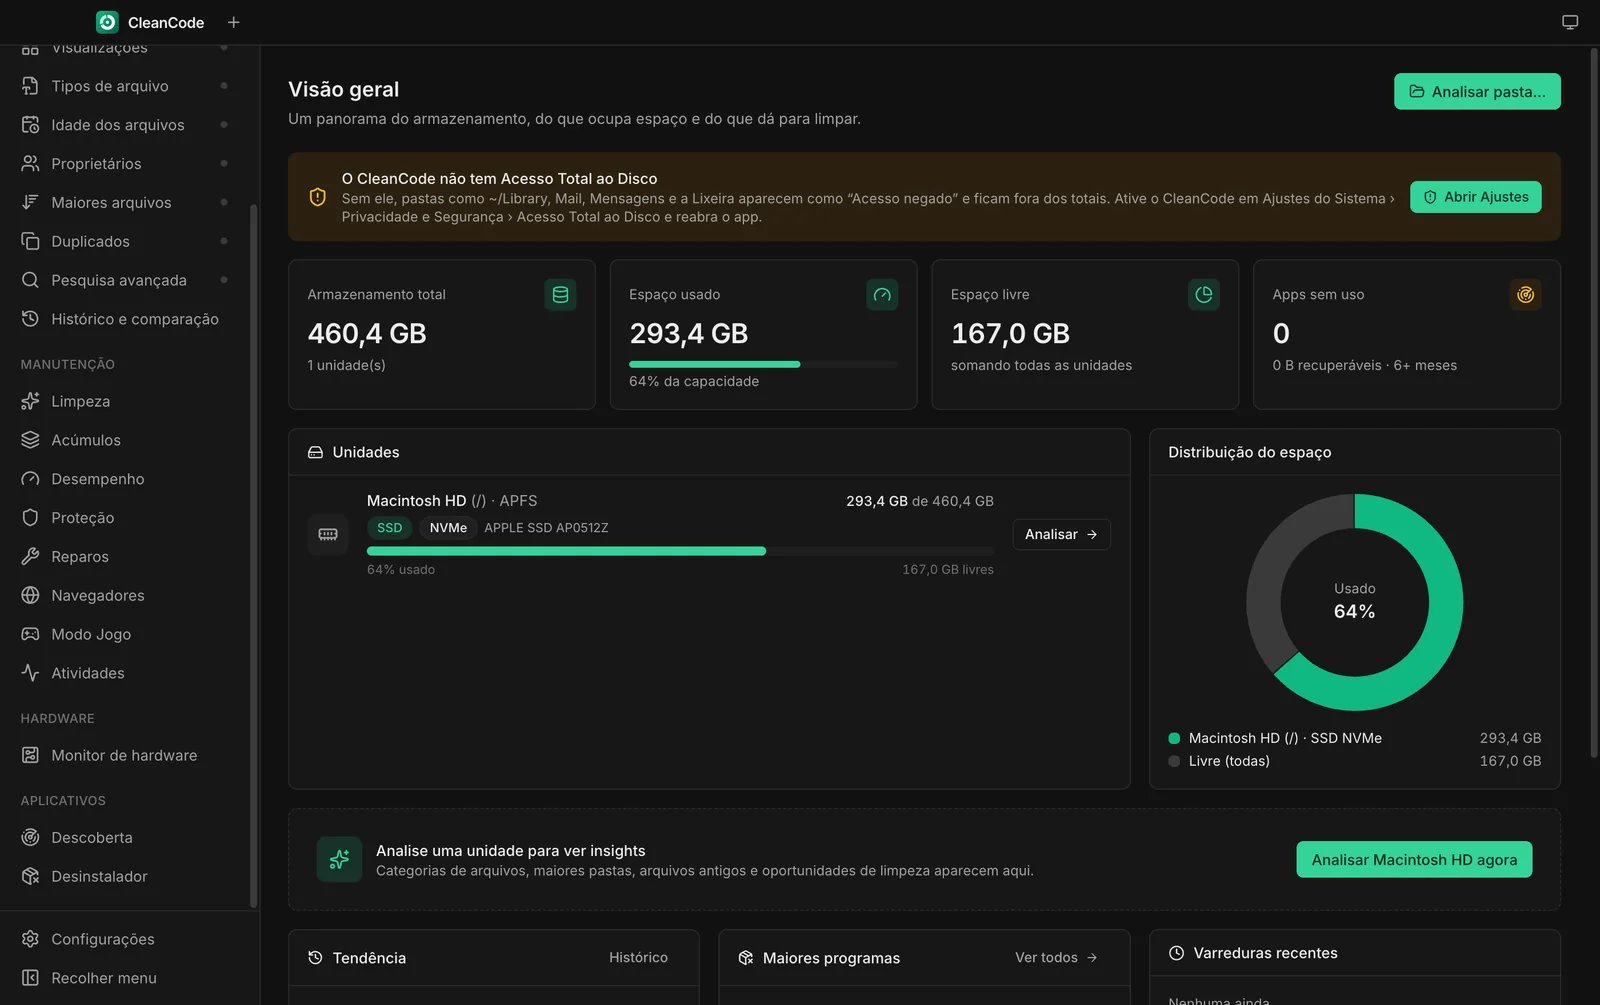 CleanCode
Visualizações
Tipos de arquivo
Idade dos arquivos
Proprietários
Maiores arquivos
Duplicados
Pesquisa avançada
Histórico e comparação
MANUTENÇÃO
Limpeza
Acúmulos
Desempenho
Proteção
Reparos
Navegadores
Modo Jogo
Atividades
HARDWARE
Monitor de hardware
APLICATIVOS
Descoberta
Desinstalador
Configurações
Recolher menu
Visão geral
Um panorama do armazenamento, do que ocupa espaço e do que dá para limpar.
Analisar pasta...
O CleanCode não tem Acesso Total ao Disco
Sem ele, pastas como ~/Library, Mail, Mensagens e a Lixeira aparecem como “Acesso negado” e ficam fora dos totais. Ative o CleanCode em Ajustes do Sistema ›
Privacidade e Segurança › Acesso Total ao Disco e reabra o app.
Abrir Ajustes
Armazenamento total
460,4 GB
1 unidade(s)
Espaço usado
293,4 GB
64% da capacidade
Espaço livre
167,0 GB
somando todas as unidades
Apps sem uso
0
0 B recuperáveis · 6+ meses
Unidades
Macintosh HD (/) · APFS
293,4 GB de 460,4 GB
SSD NVMe APPLE SSD AP0512Z
64% usado
167,0 GB livres
Analisar →
Distribuição do espaço
Usado
64%
Macintosh HD (/) · SSD NVMe 293,4 GB
Livre (todas) 167,0 GB
Analise uma unidade para ver insights
Categorias de arquivos, maiores pastas, arquivos antigos e oportunidades de limpeza aparecem aqui.
Analisar Macintosh HD agora
Tendência
Histórico
Maiores programas
Ver todos →
Varreduras recentes
Nenhuma ainda